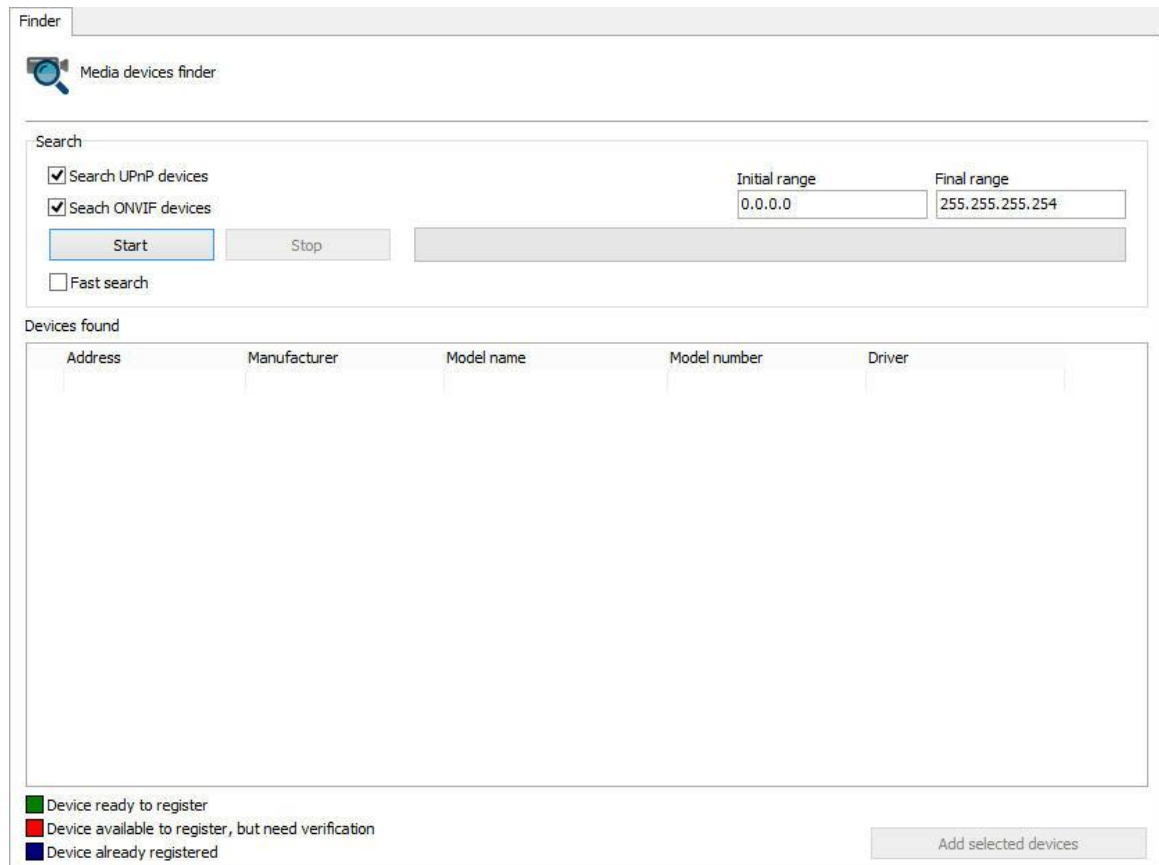 Finder
Media devices finder
Search
Search UPnP devices
Seach ONVIF devices
Initial range
Final range
0.0.0.0
255.255.255.254
Start
Stop
Fast search
Devices found
Address Manufacturer Model name Model number Driver
Device ready to register
Device available to register, but need verification
Device already registered
Add selected devices